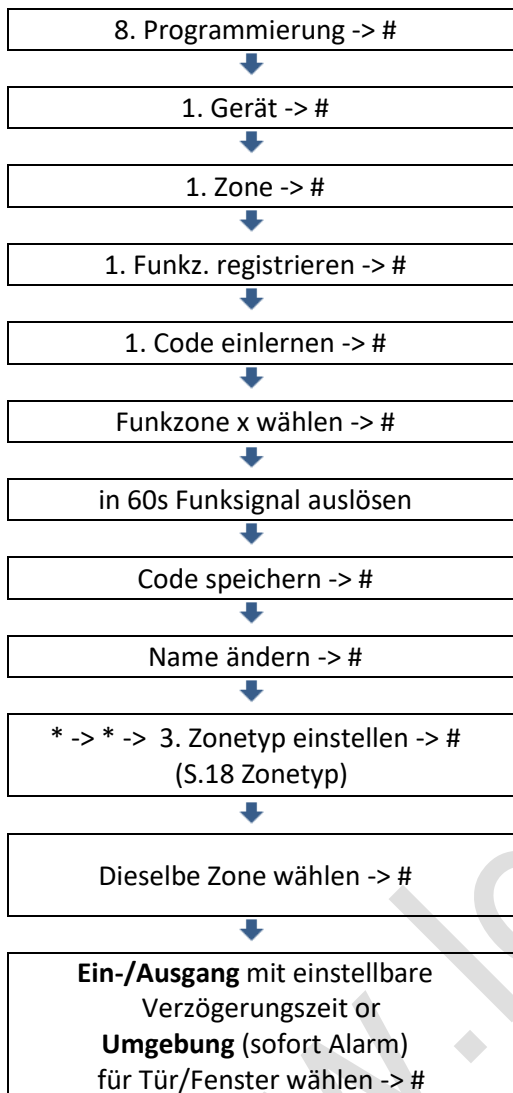 8. Programmierung -> #
1. Gerät -> #
1. Zone -> #
1. Funkz. registrieren -> #
1. Code einlernen -> #
Funkzone x wählen -> #
in 60s Funksignal auslösen
Code speichern -> #
Name ändern -> #
* -> * -> 3. Zonetyp einstellen -> #
(S.18 Zonetyp)
Dieselbe Zone wählen -> #
Ein-/Ausgang mit einstellbare
Verzögerungszeit or
Umgebung (sofort Alarm)
für Tür/Fenster wählen -> #